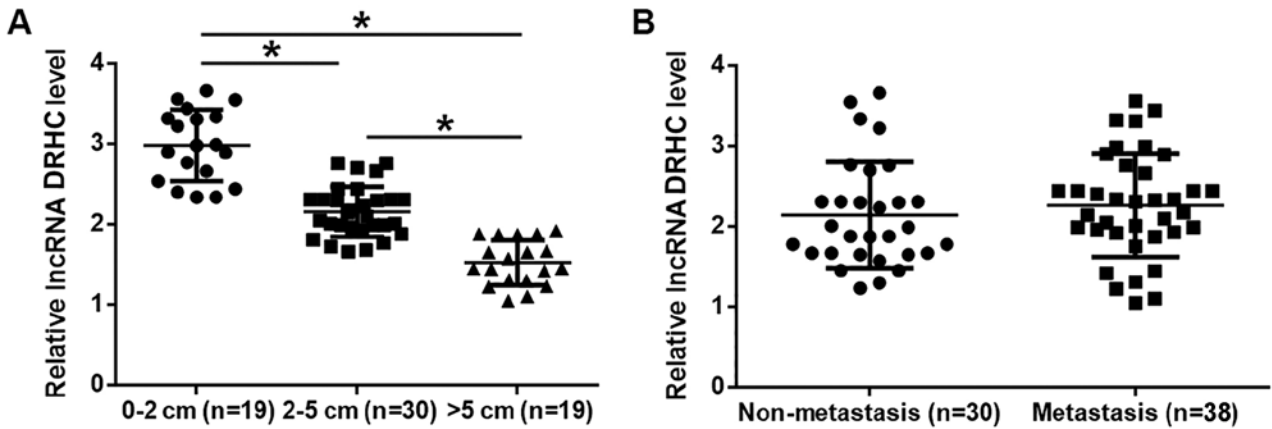 A
B
*
*
*
Relative lncRNA DRHC level
4
3
2
1
0
0-2 cm (n=19) 2-5 cm (n=30) >5 cm (n=19)
Relative lncRNA DRHC level
4
3
2
1
0
Non-metastasis (n=30) Metastasis (n=38)